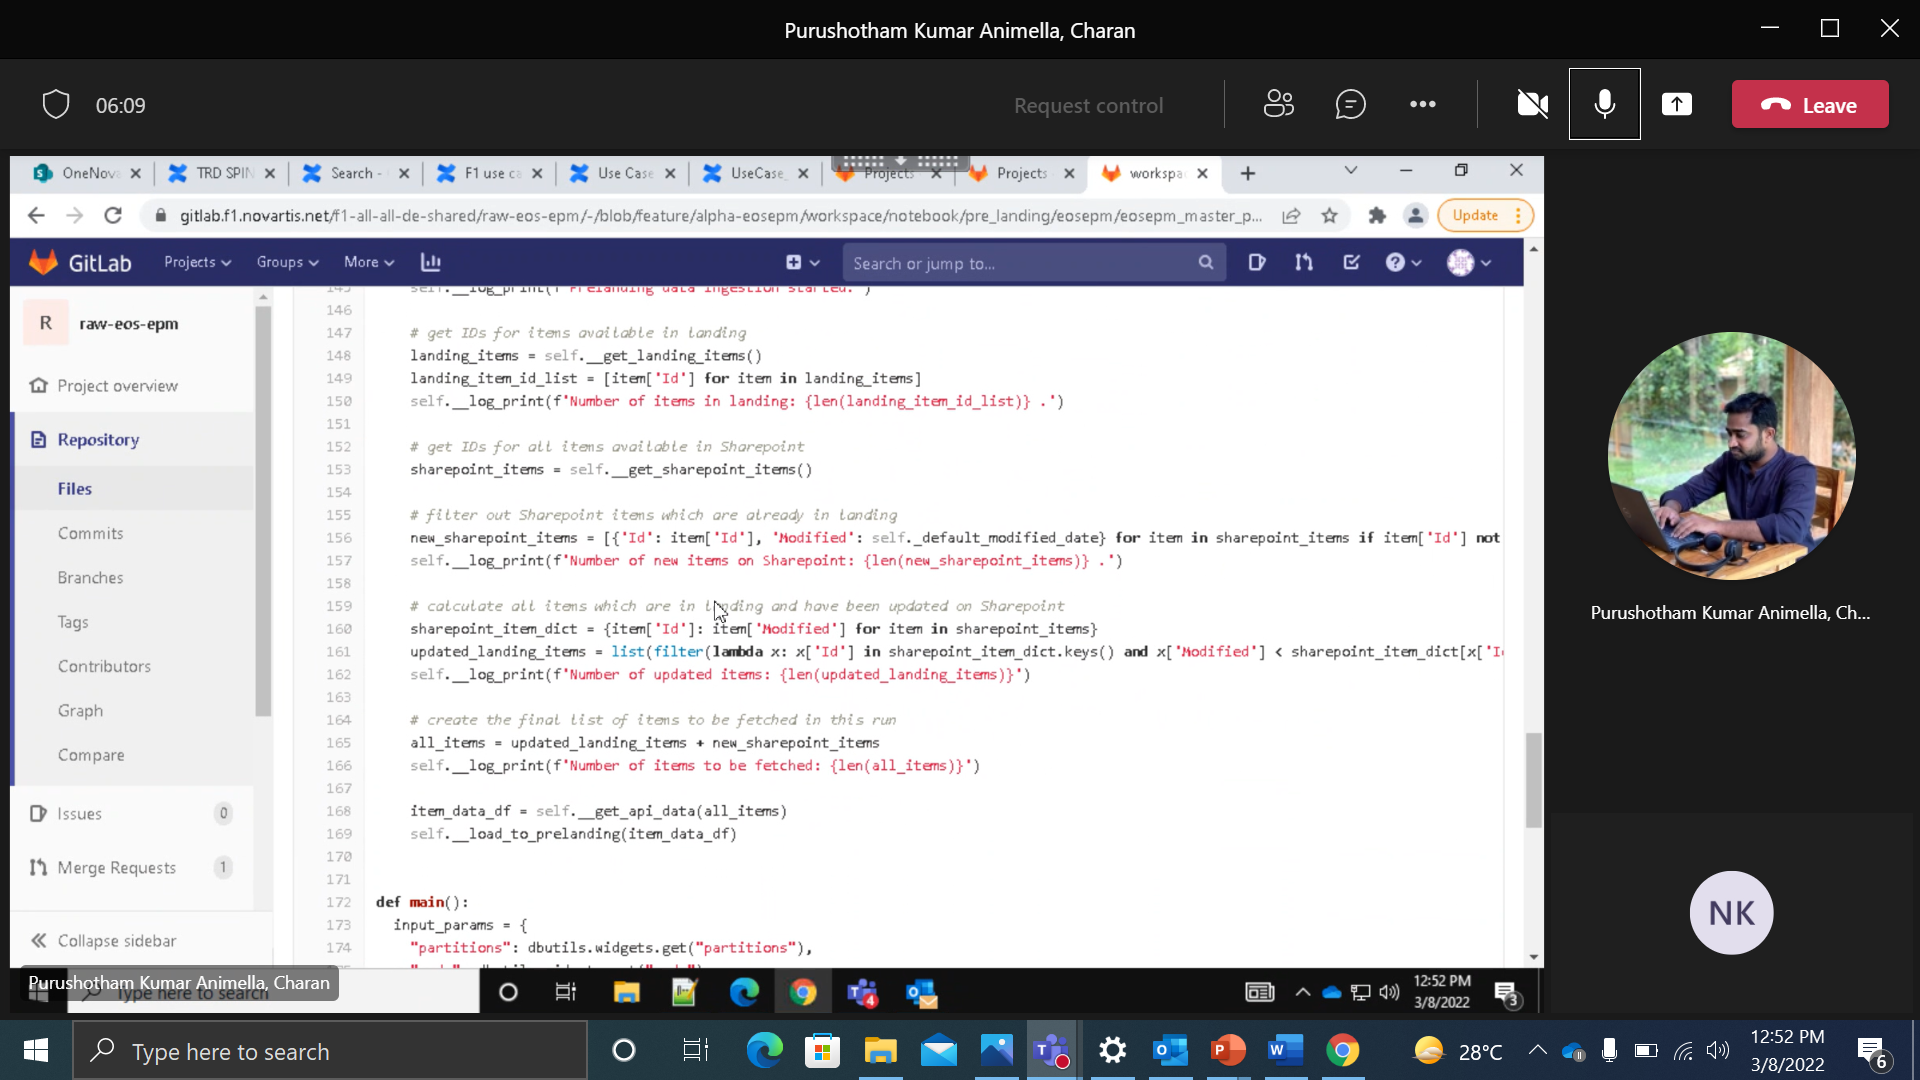 Purushotham Kumar Animella, Charan
06:09
Request control
Leave
OneNova
TRD SPIN
Search -
F1 use ca
Use Case
UseCase_
Projects
Projects
workspa
gitlab.f1.novartis.net/f1-all-all-de-shared/raw-eos-epm/-/blob/feature/alpha-eosepm/workspace/notebook/pre_landing/eosepm/eosepm_master_p...
Update
GitLab
Projects
Groups
More
Search or jump to...
R
raw-eos-epm
Project overview
Repository
Files
Commits
Branches
Tags
Contributors
Graph
Compare
Issues
0
Merge Requests
1
Collapse sidebar
145 self.__log_print(f'Prelanding data ingestion started.')
146
147 # get IDs for items available in landing
148 landing_items = self.__get_landing_items()
149 landing_item_id_list = [item['Id'] for item in landing_items]
150 self.__log_print(f'Number of items in landing: {len(landing_item_id_list)} .')
151
152 # get IDs for all items available in Sharepoint
153 sharepoint_items = self.__get_sharepoint_items()
154
155 # filter out Sharepoint items which are already in landing
156 new_sharepoint_items = [{'Id': item['Id'], 'Modified': self._default_modified_date} for item in sharepoint_items if item['Id'] not
157 self.__log_print(f'Number of new items on Sharepoint: {len(new_sharepoint_items)} .')
158
159 # calculate all items which are in landing and have been updated on Sharepoint
160 sharepoint_item_dict = {item['Id']: item['Modified'] for item in sharepoint_items}
161 updated_landing_items = list(filter(lambda x: x['Id'] in sharepoint_item_dict.keys() and x['Modified'] < sharepoint_item_dict[x['I
162 self.__log_print(f'Number of updated items: {len(updated_landing_items)}')
163
164 # create the final list of items to be fetched in this run
165 all_items = updated_landing_items + new_sharepoint_items
166 self.__log_print(f'Number of items to be fetched: {len(all_items)}')
167
168 item_data_df = self.__get_api_data(all_items)
169 self.__load_to_prelanding(item_data_df)
170
171
172 def main():
173 input_params = {
174 "partitions": dbutils.widgets.get("partitions"),
Purushotham Kumar Animella, Charan
Type here to search
4
12:52 PM
3/8/2022
3
Purushotham Kumar Animella, Ch...
NK
Type here to search
28°C
12:52 PM
3/8/2022
6